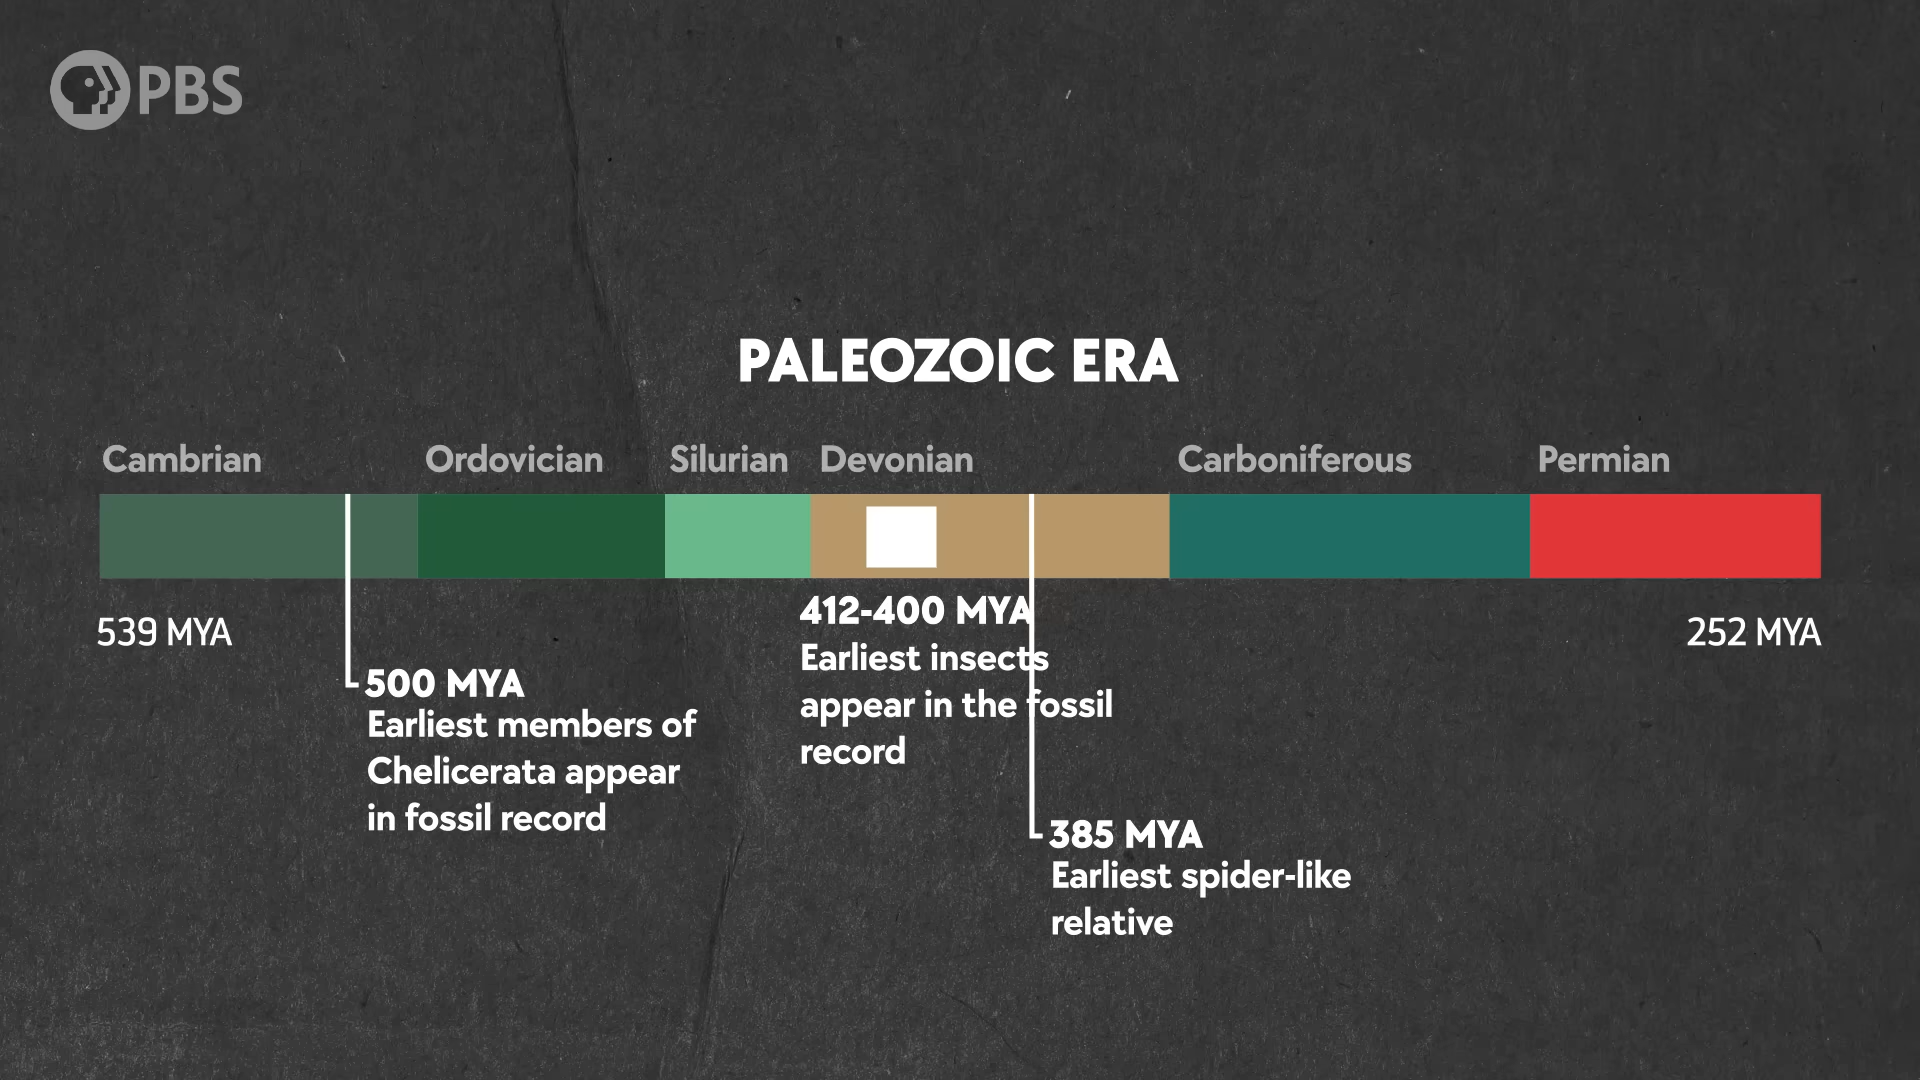 PBS
PALEOZOIC ERA
Cambrian
Ordovician
Silurian
Devonian
Carboniferous
Permian
539 MYA
252 MYA
500 MYA
Earliest members of
Chelicerata appear
in fossil record
412-400 MYA
Earliest insects
appear in the fossil
record
385 MYA
Earliest spider-like
relative